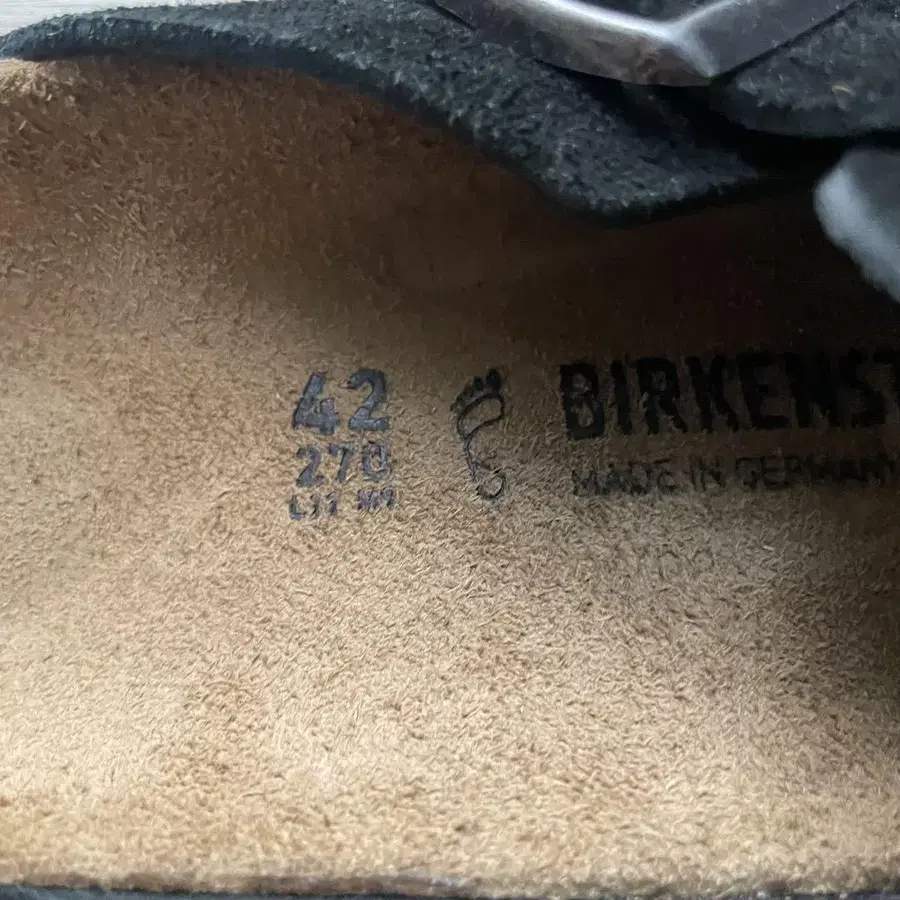 42
270
L11 M9
BIRKENST
MADE IN GERMANY